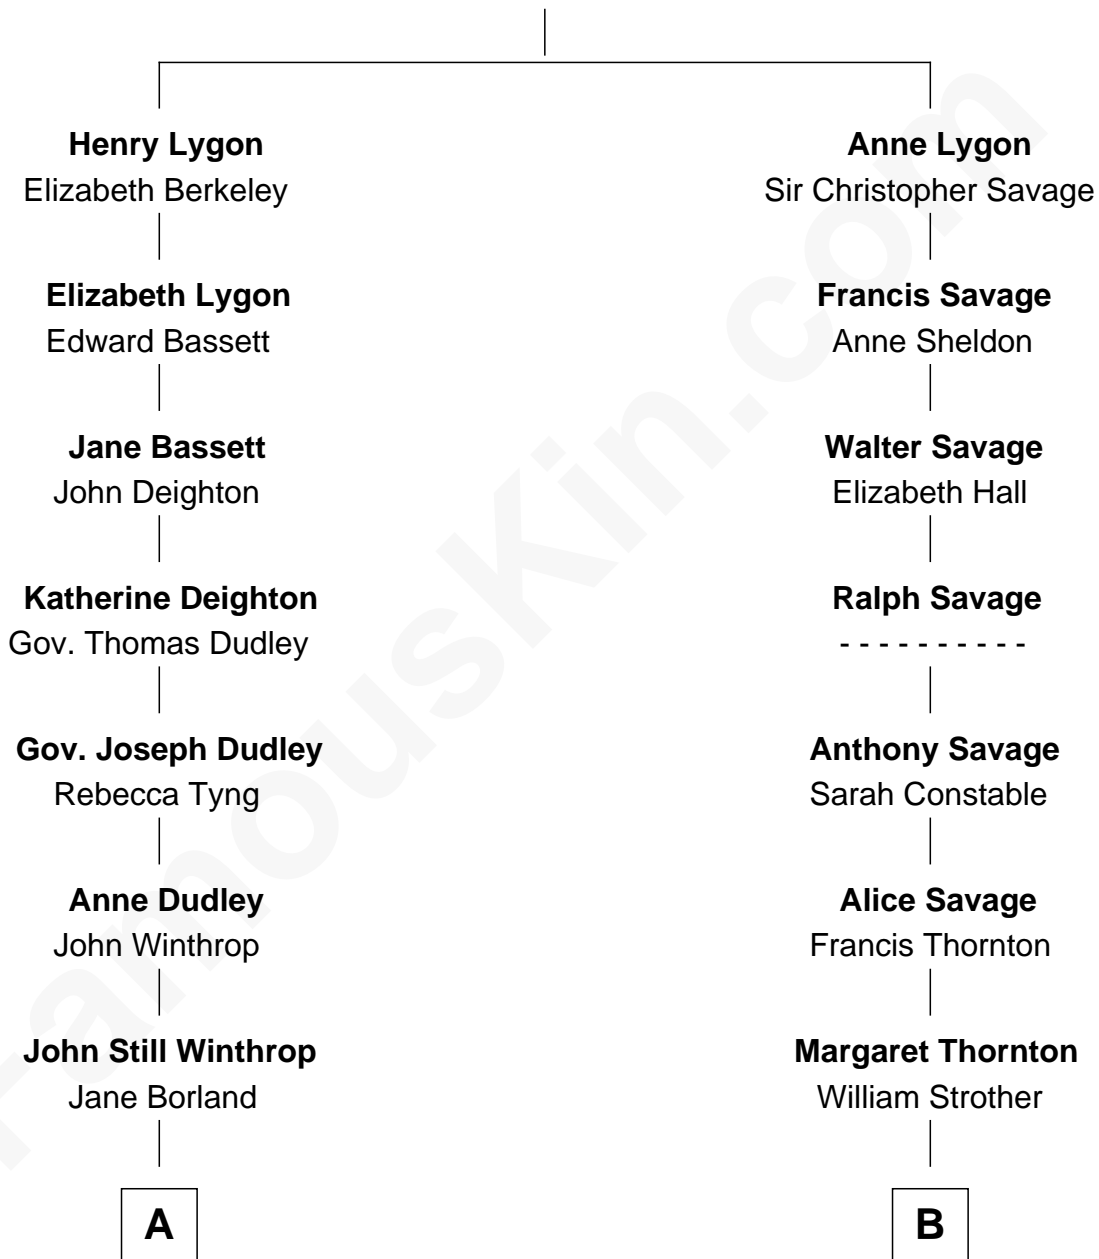 Henry Lygon
Elizabeth Berkeley
Elizabeth Lygon
Edward Bassett
Jane Bassett
John Deighton
Katherine Deighton
Gov. Thomas Dudley
Gov. Joseph Dudley
Rebecca Tyng
Anne Dudley
John Winthrop
John Still Winthrop
Jane Borland
A
Anne Lygon
Sir Christopher Savage
Francis Savage
Anne Sheldon
Walter Savage
Elizabeth Hall
Ralph Savage
- - - - - - - - - -
Anthony Savage
Sarah Constable
Alice Savage
Francis Thornton
Margaret Thornton
William Strother
B
FamousKin.com